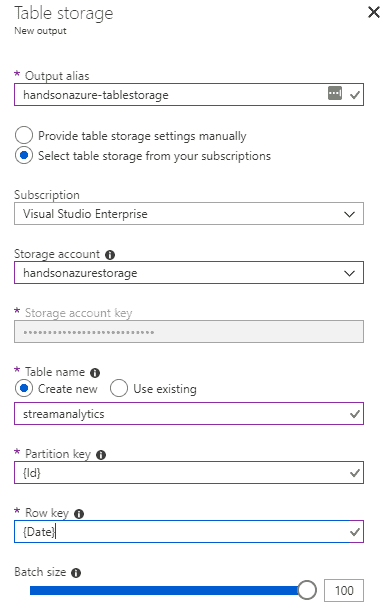 Table storage
New output
* Output alias
handsonazure-tablestorage
Provide table storage settings manually
Select table storage from your subscriptions
Subscription
Visual Studio Enterprise
Storage account
handsonazurestorage
* Storage account key
••••••••••••••••••••••••••
* Table name
Create new Use existing
streamanalytics
* Partition key
{Id}
* Row key
{Date}
Batch size
100